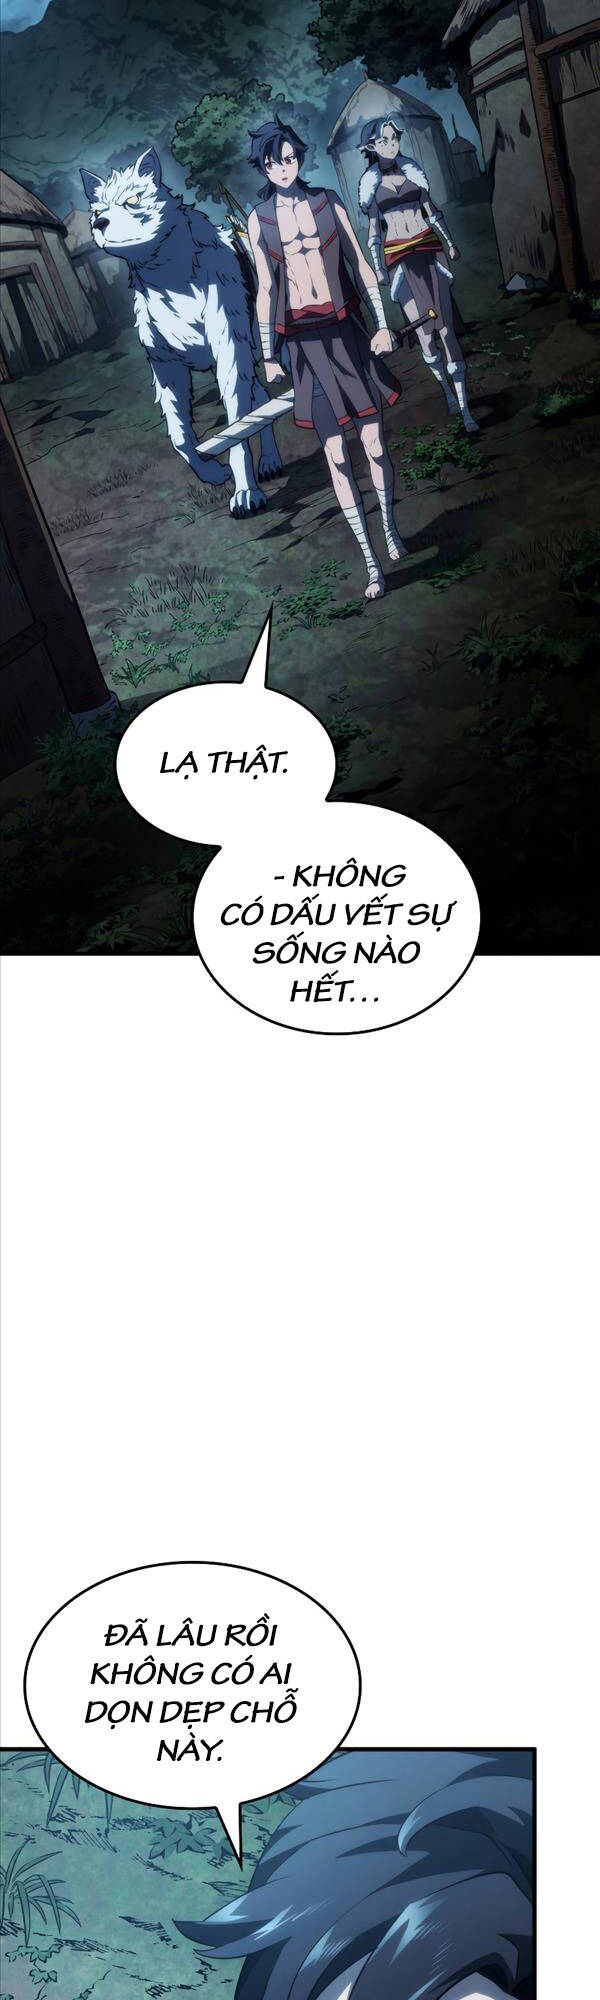 LẠ THẬT.
- KHÔNG
CÓ DẤU VẾT SỰ
SỐNG NÀO
HẾT...
ĐÃ LÂU RỒI
KHÔNG CÓ AI
DỌN DẸP CHỖ
NÀY.